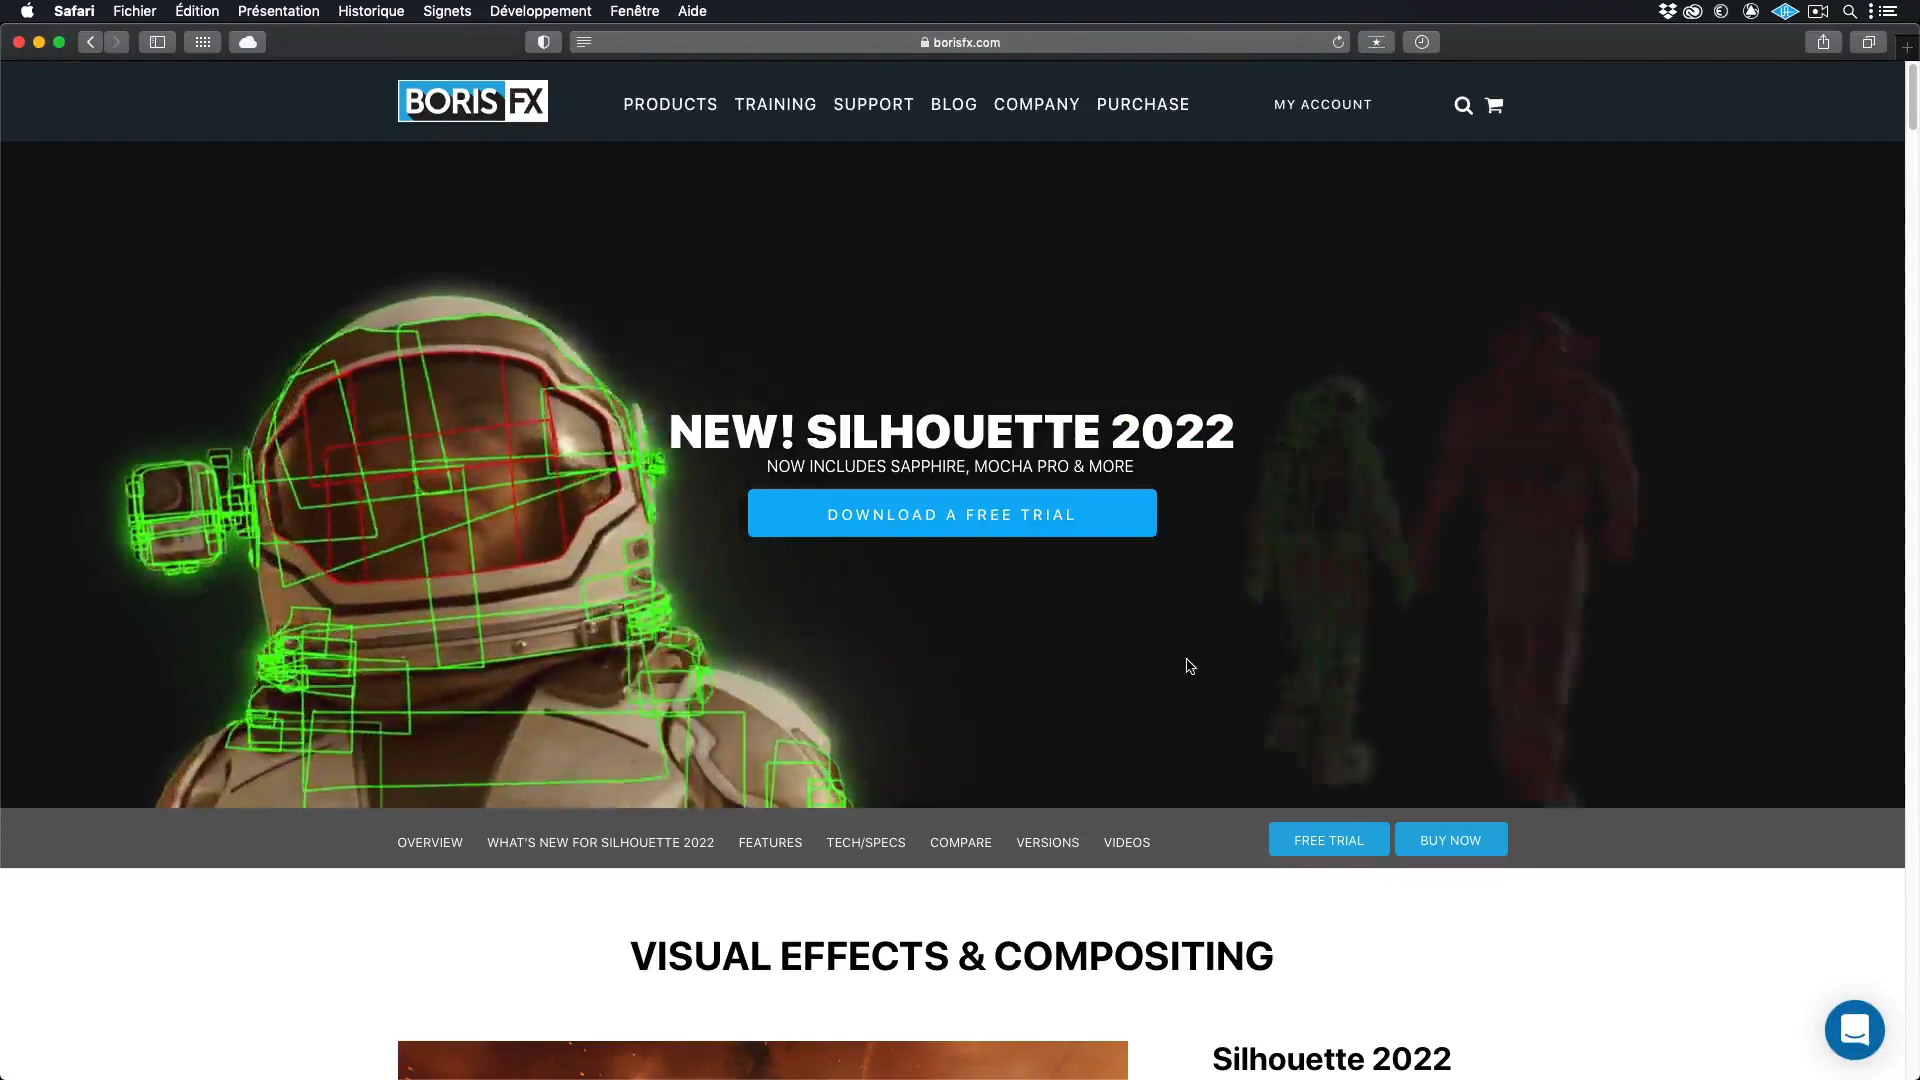 Safari Fichier Édition Présentation Historique Signets Développement Fenêtre Aide
borisfx.com
BORIS FX PRODUCTS TRAINING SUPPORT BLOG COMPANY PURCHASE MY ACCOUNT
NEW! SILHOUETTE 2022
NOW INCLUDES SAPPHIRE, MOCHA PRO & MORE
DOWNLOAD A FREE TRIAL
OVERVIEW WHAT'S NEW FOR SILHOUETTE 2022 FEATURES TECH/SPECS COMPARE VERSIONS VIDEOS FREE TRIAL BUY NOW
VISUAL EFFECTS & COMPOSITING
Silhouette 2022